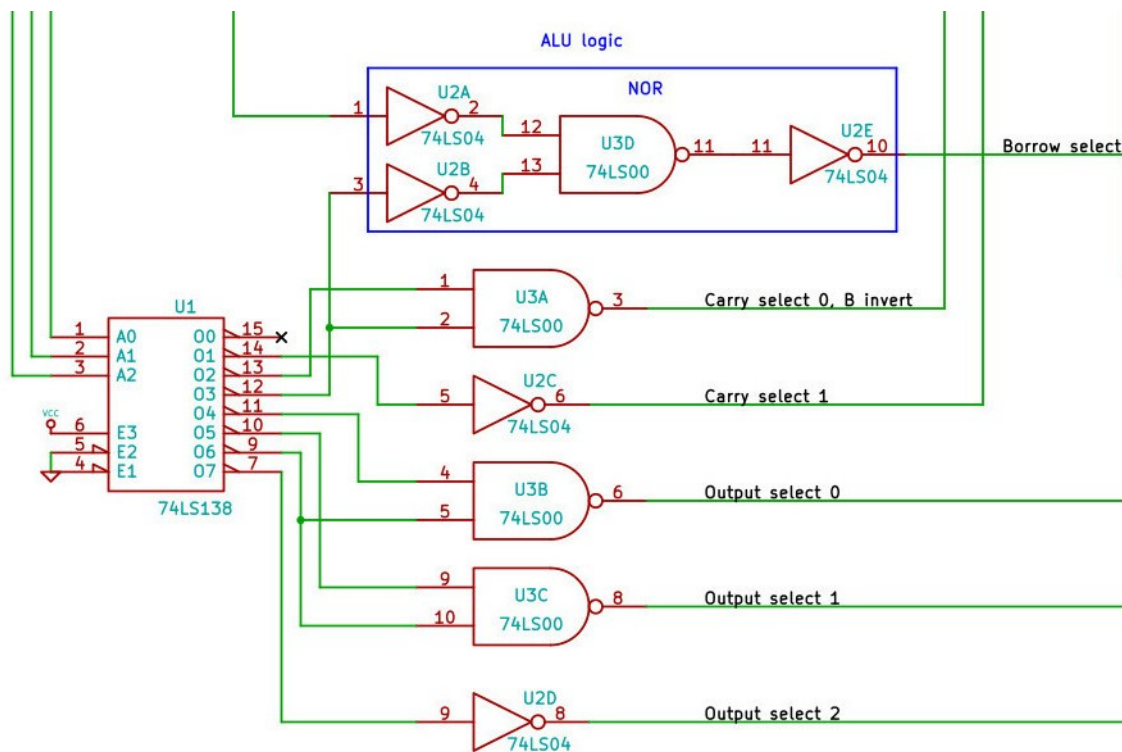 ALU logic
NOR
1 U2A 2
74LS04
12
13
U3D
74LS00
11
11 U2E 10
74LS04
Borrow select
3 U2B 4
74LS04
1
2
U3A
74LS00
3
Carry select 0, B invert
U1
1 A0 O0 15
2 A1 O1 14
3 A2 O2 13
O3 12
O4 11
VCC
6 E3 O5 10
5 E2 O6 9
4 E1 O7 7
74LS138
5 U2C 6
74LS04
Carry select 1
4
5
U3B
74LS00
6
Output select 0
9
10
U3C
74LS00
8
Output select 1
9 U2D 8
74LS04
Output select 2